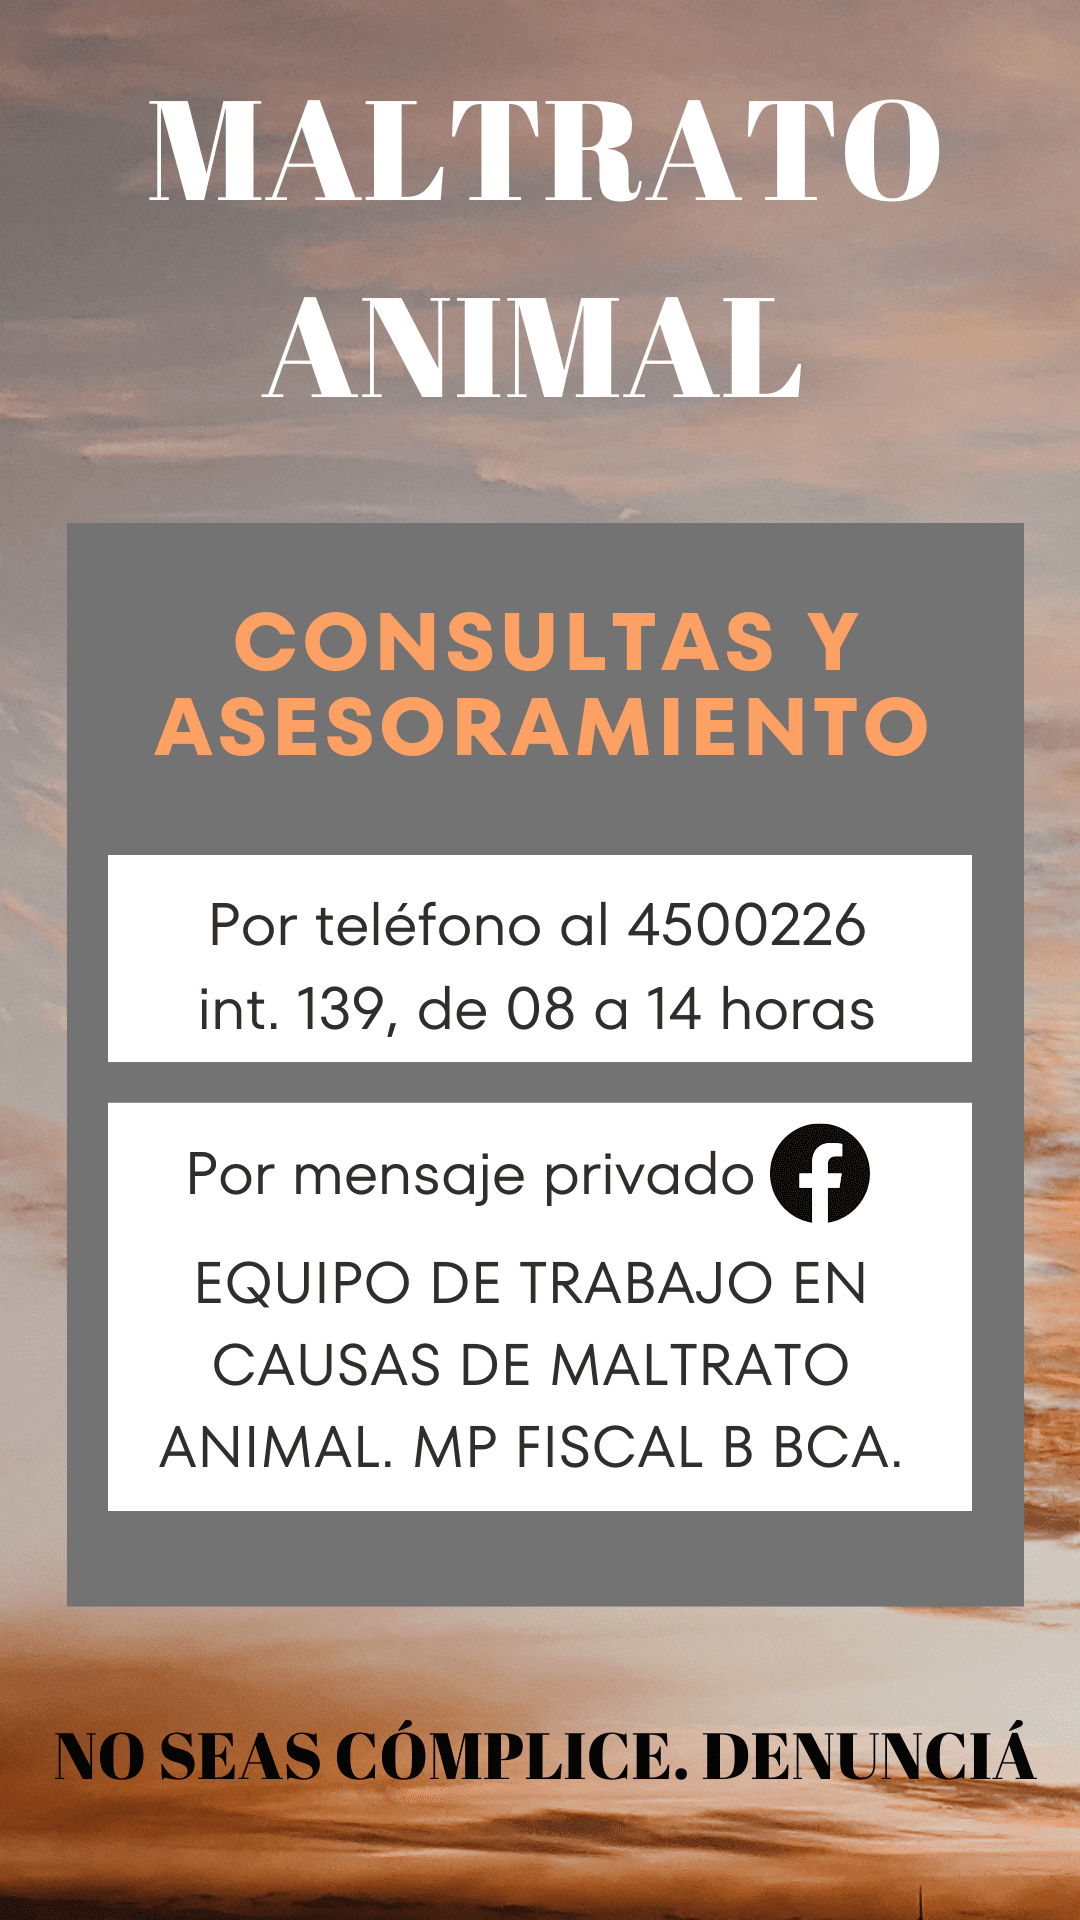 MALTRATO
ANIMAL
CONSULTAS Y
ASESORAMIENTO
Por teléfono al 4500226
int. 139, de 08 a 14 horas
Por mensaje privado
EQUIPO DE TRABAJO EN
CAUSAS DE MALTRATO
ANIMAL. MP FISCAL B BCA.
NO SEAS CÓMPLICE. DENUNCIÁ